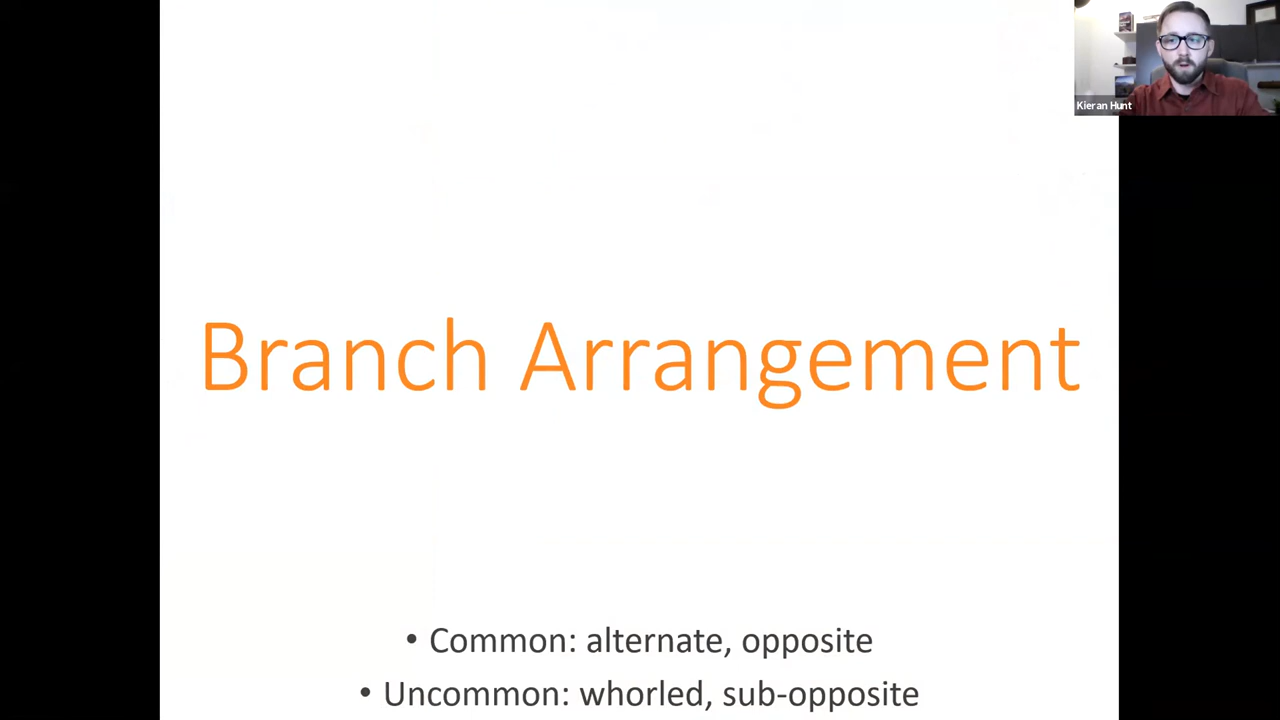 Kieran Hunt
Branch Arrangement
• Common: alternate, opposite
• Uncommon: whorled, sub-opposite